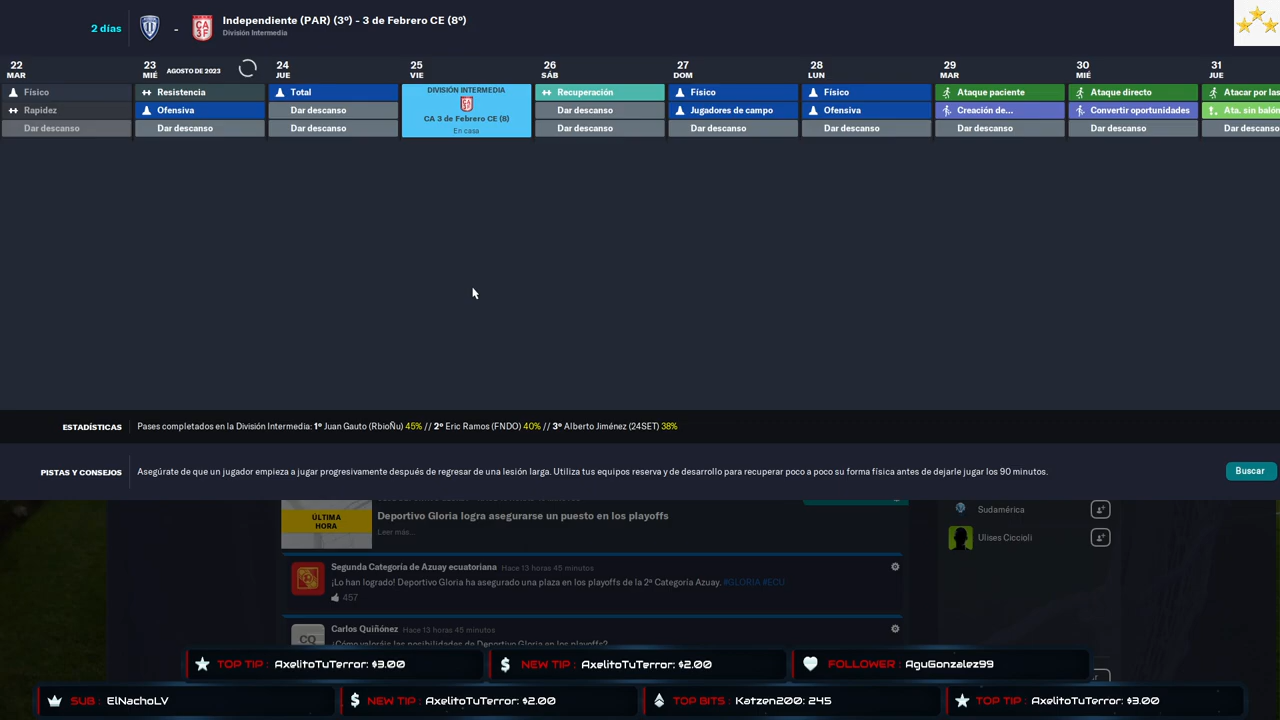 2 días
Independiente (PAR) (3º) - 3 de Febrero CE (8º)
División Intermedia
22
MAR
23
MIÉ
AGOSTO DE 2023
24
JUE
25
VIE
26
SÁB
27
DOM
28
LUN
29
MAR
30
MIÉ
31
JUE
Físico
Resistencia
Total
DIVISIÓN INTERMEDIA
Recuperación
Físico
Físico
Ataque paciente
Ataque directo
Atacar por las
Rapidez
Ofensiva
Dar descanso
CA 3 de Febrero CE (8)
Dar descanso
Jugadores de campo
Ofensiva
Creación de...
Convertir oportunidades
Ata. sin balón
Dar descanso
Dar descanso
Dar descanso
En casa
Dar descanso
Dar descanso
Dar descanso
Dar descanso
Dar descanso
Dar descanso
ESTADÍSTICAS
Pases completados en la División Intermedia: 1º Juan Gauto (RbioÑu) 45% // 2º Eric Ramos (FNDO) 40% // 3º Alberto Jiménez (24SET) 38%
PISTAS Y CONSEJOS
Asegúrate de que un jugador empieza a jugar progresivamente después de regresar de una lesión larga. Utiliza tus equipos reserva y de desarrollo para recuperar poco a poco su forma física antes de dejarle jugar los 90 minutos.
Buscar
ÚLTIMA
HORA
Deportivo Gloria logra asegurarse un puesto en los playoffs
Leer más...
Sudamérica
Ulises Ciccioli
Segunda Categoría de Azuay ecuatoriana Hace 13 horas 45 minutos
¡Lo han logrado! Deportivo Gloria ha asegurado una plaza en los playoffs de la 2ª Categoría Azuay. #GLORIA #ECU
457
CQ
Carlos Quiñónez Hace 13 horas 45 minutos
¿Cómo valoráis las posibilidades de Deportivo Gloria en los playoffs?
TOP TIP : AxelitoTuTerror: $3.00
NEW TIP : AxelitoTuTerror: $2.00
FOLLOWER : AguGonzalez99
SUB : ElNachoLV
NEW TIP : AxelitoTuTerror: $2.00
TOP BITS : Katzen200: 245
TOP TIP : AxelitoTuTerror: $3.00